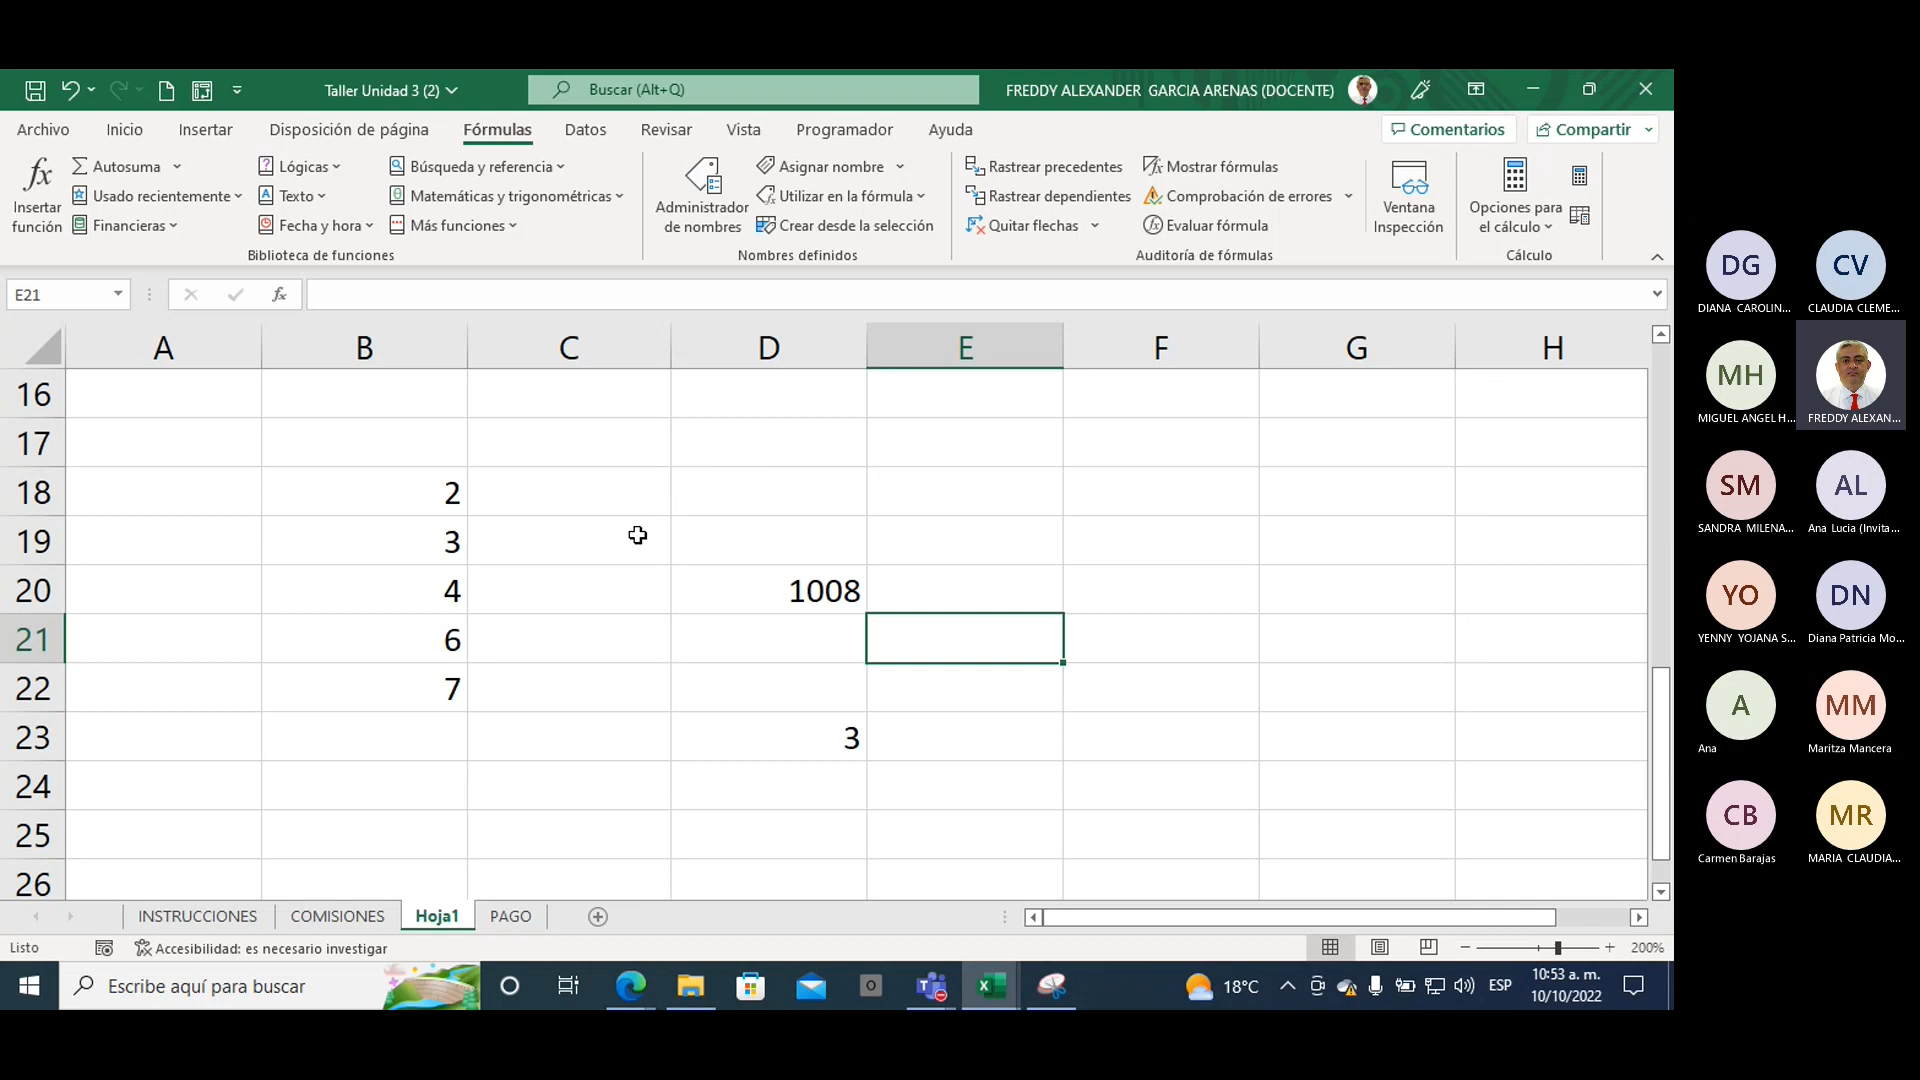 Taller Unidad 3 (2)
Buscar (Alt+Q)
FREDDY ALEXANDER GARCIA ARENAS (DOCENTE)
Archivo Inicio Insertar Disposición de página Fórmulas Datos Revisar Vista Programador Ayuda Comentarios Compartir
fx Insertar función
Autosuma
Usado recientemente
Financieras
Lógicas
Texto
Fecha y hora
Búsqueda y referencia
Matemáticas y trigonométricas
Más funciones
Biblioteca de funciones
Administrador de nombres
Asignar nombre
Utilizar en la fórmula
Crear desde la selección
Nombres definidos
Rastrear precedentes
Rastrear dependientes
Quitar flechas
Mostrar fórmulas
Comprobación de errores
Evaluar fórmula
Auditoría de fórmulas
Ventana Inspección
Opciones para el cálculo
Cálculo
E21
fx
A B C D E F G H
16
17
18 2
19 3
20 4 1008
21 6
22 7
23 3
24
25
26
INSTRUCCIONES COMISIONES Hoja1 PAGO
Listo Accesibilidad: es necesario investigar 200%
Escribe aquí para buscar
18°C ESP
10:53 a. m.
10/10/2022
DG CV
DIANA CAROLIN... CLAUDIA CLEME...
MH
MIGUEL ANGEL H... FREDDY ALEXAN...
SM AL
SANDRA MILENA... Ana Lucia (Invita...
YO DN
YENNY YOJANA S... Diana Patricia Mo...
A MM
Ana Maritza Mancera
CB MR
Carmen Barajas MARIA CLAUDIA...